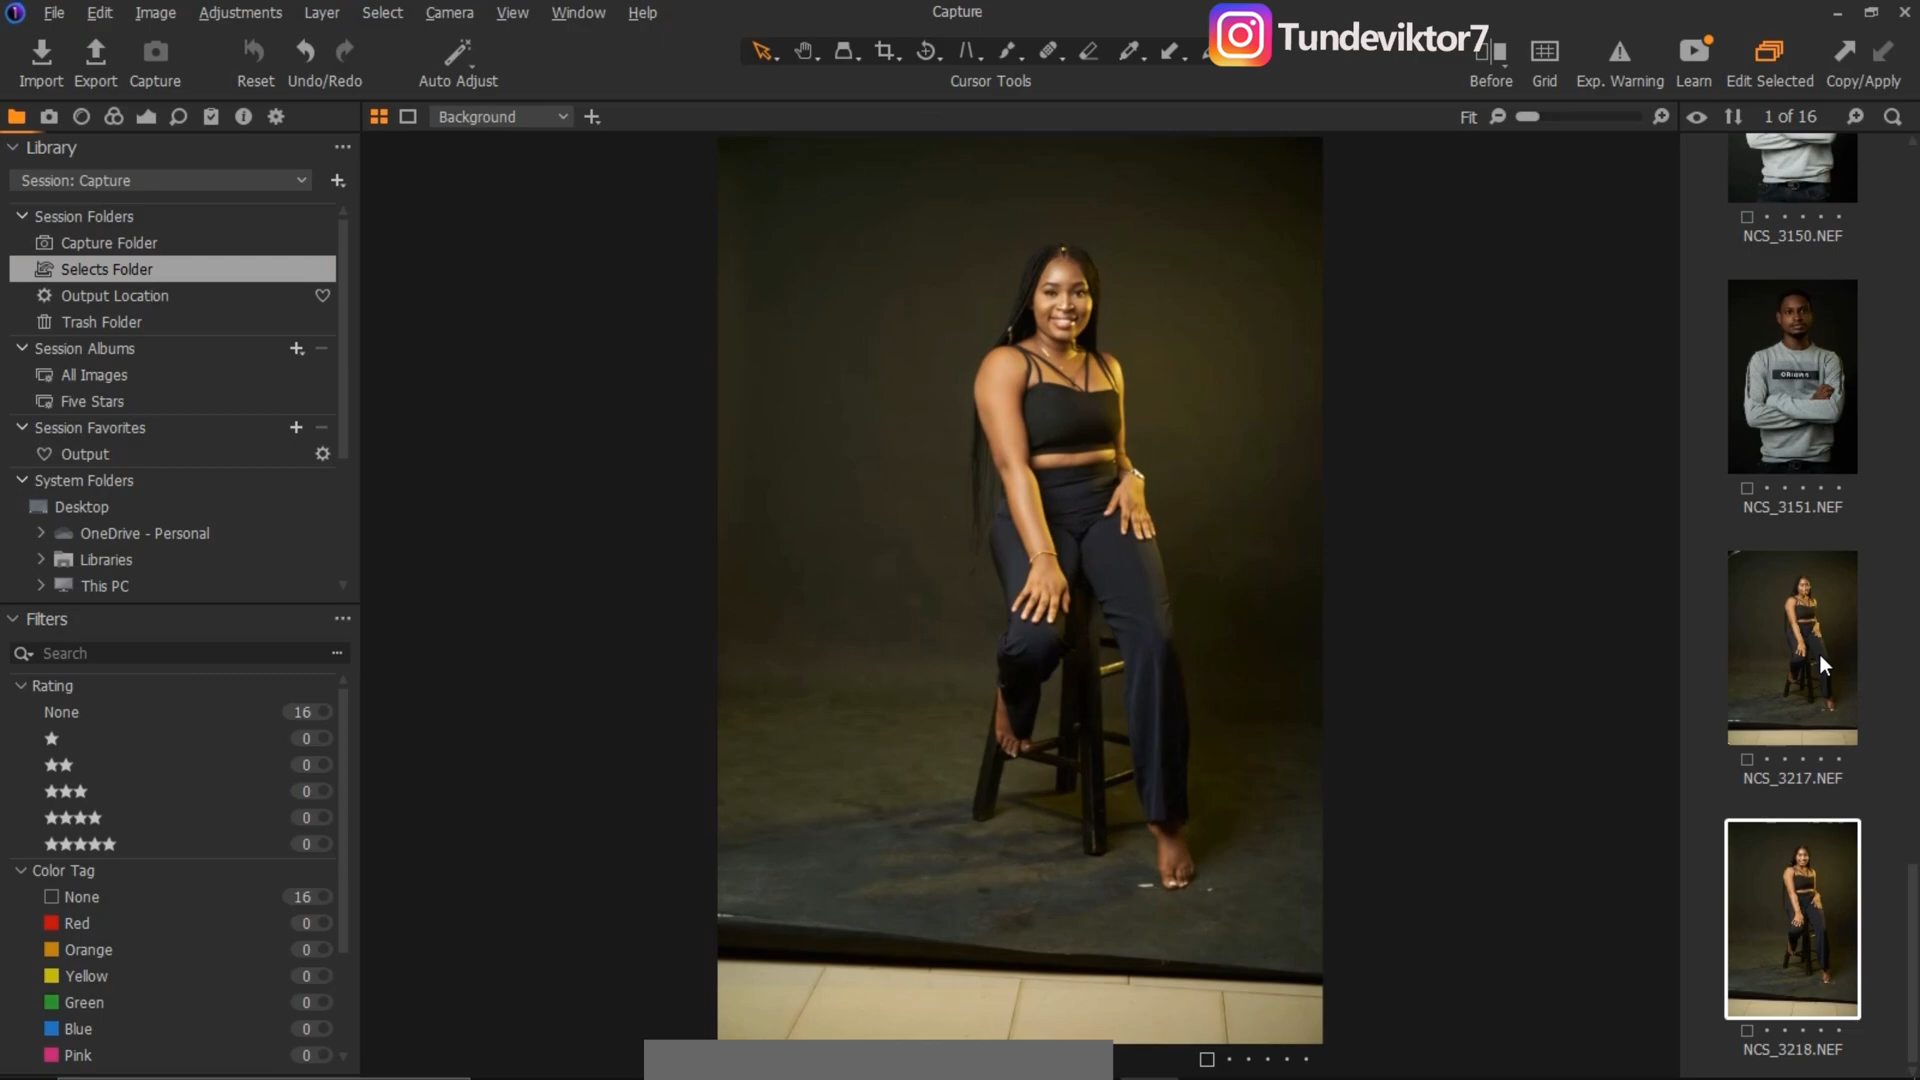 File Edit Image Adjustments Layer Select Camera View Window Help
Capture
Tundeviktor7
Import Export Capture Reset Undo/Redo Auto Adjust
Cursor Tools
Before Grid Exp. Warning Learn Edit Selected Copy/Apply
Background
Fit
1 of 16
Library
Session: Capture
Session Folders
Capture Folder
Selects Folder
Output Location
Trash Folder
Session Albums
All Images
Five Stars
Session Favorites
Output
System Folders
Desktop
OneDrive - Personal
Libraries
This PC
Filters
Search
Rating
None 16
0
0
0
0
0
Color Tag
None 16
Red 0
Orange 0
Yellow 0
Green 0
Blue 0
Pink 0
NCS_3150.NEF
ORIGINS
NCS_3151.NEF
NCS_3217.NEF
NCS_3218.NEF